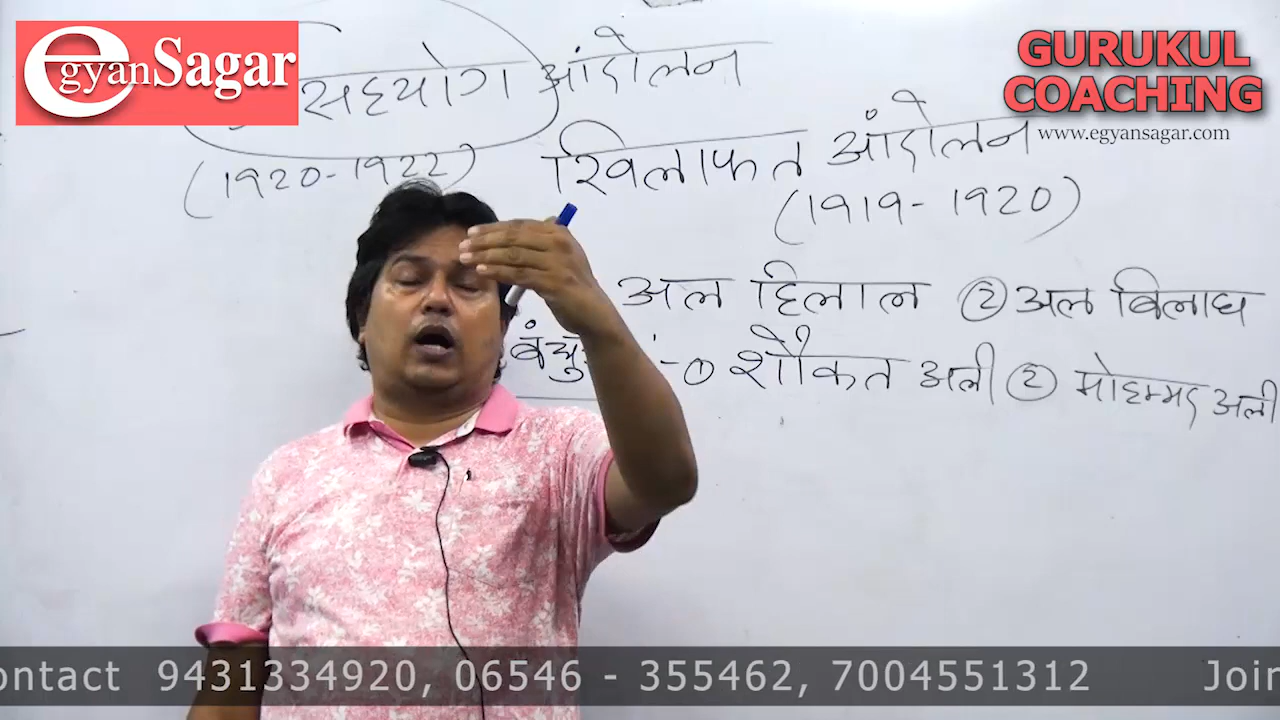 egyanSagar
GURUKUL
COACHING
www.egyansagar.com
सहयोग आंदोलन
(1920-1922)
खिलाफत आंदोलन
(1919-1920)
अल हिलाल ② अल बिलाघ
बंधु :-① शौकत अली ② मोहम्मद अली
ontact 9431334920, 06546 - 355462, 7004551312 Join